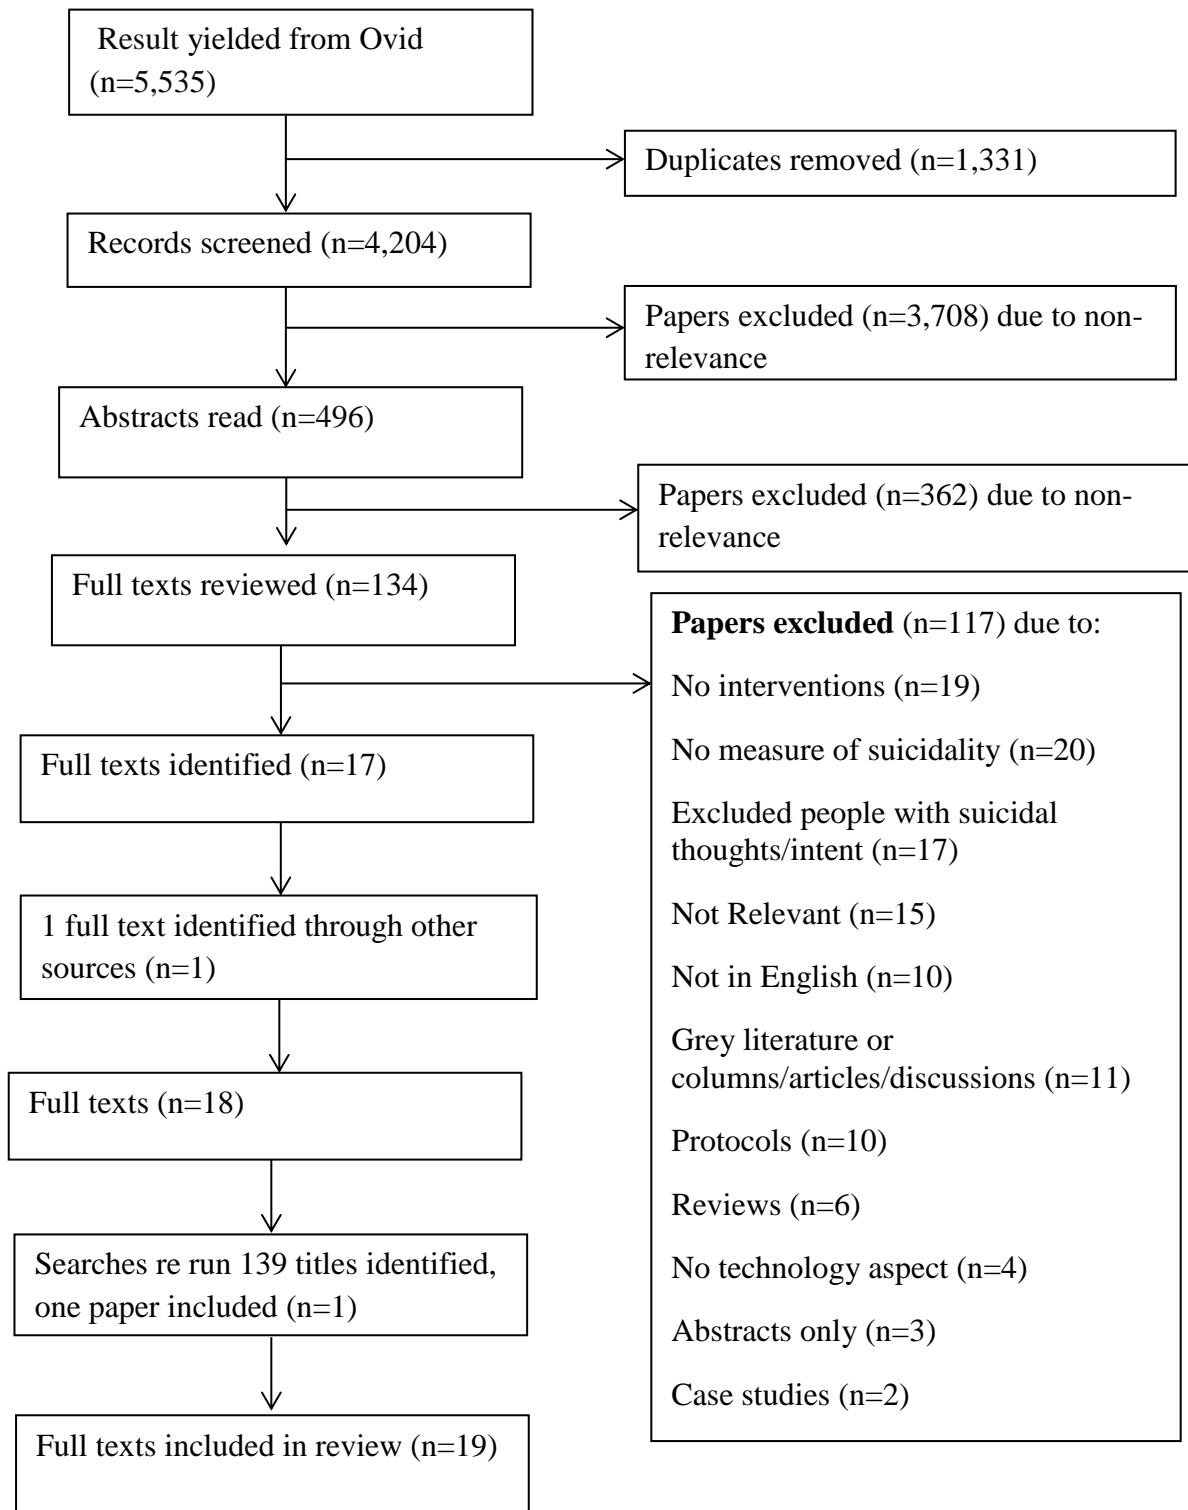 Result yielded from Ovid
(n=5,535)
Duplicates removed (n=1,331)
Records screened (n=4,204)
Papers excluded (n=3,708) due to non-
relevance
Abstracts read (n=496)
Papers excluded (n=362) due to non-
relevance
Full texts reviewed (n=134)
Papers excluded (n=117) due to:
No interventions (n=19)
No measure of suicidality (n=20)
Excluded people with suicidal
thoughts/intent (n=17)
Not Relevant (n=15)
Not in English (n=10)
Grey literature or
columns/articles/discussions (n=11)
Protocols (n=10)
Reviews (n=6)
No technology aspect (n=4)
Abstracts only (n=3)
Case studies (n=2)
Full texts identified (n=17)
1 full text identified through other
sources (n=1)
Full texts (n=18)
Searches re run 139 titles identified,
one paper included (n=1)
Full texts included in review (n=19)